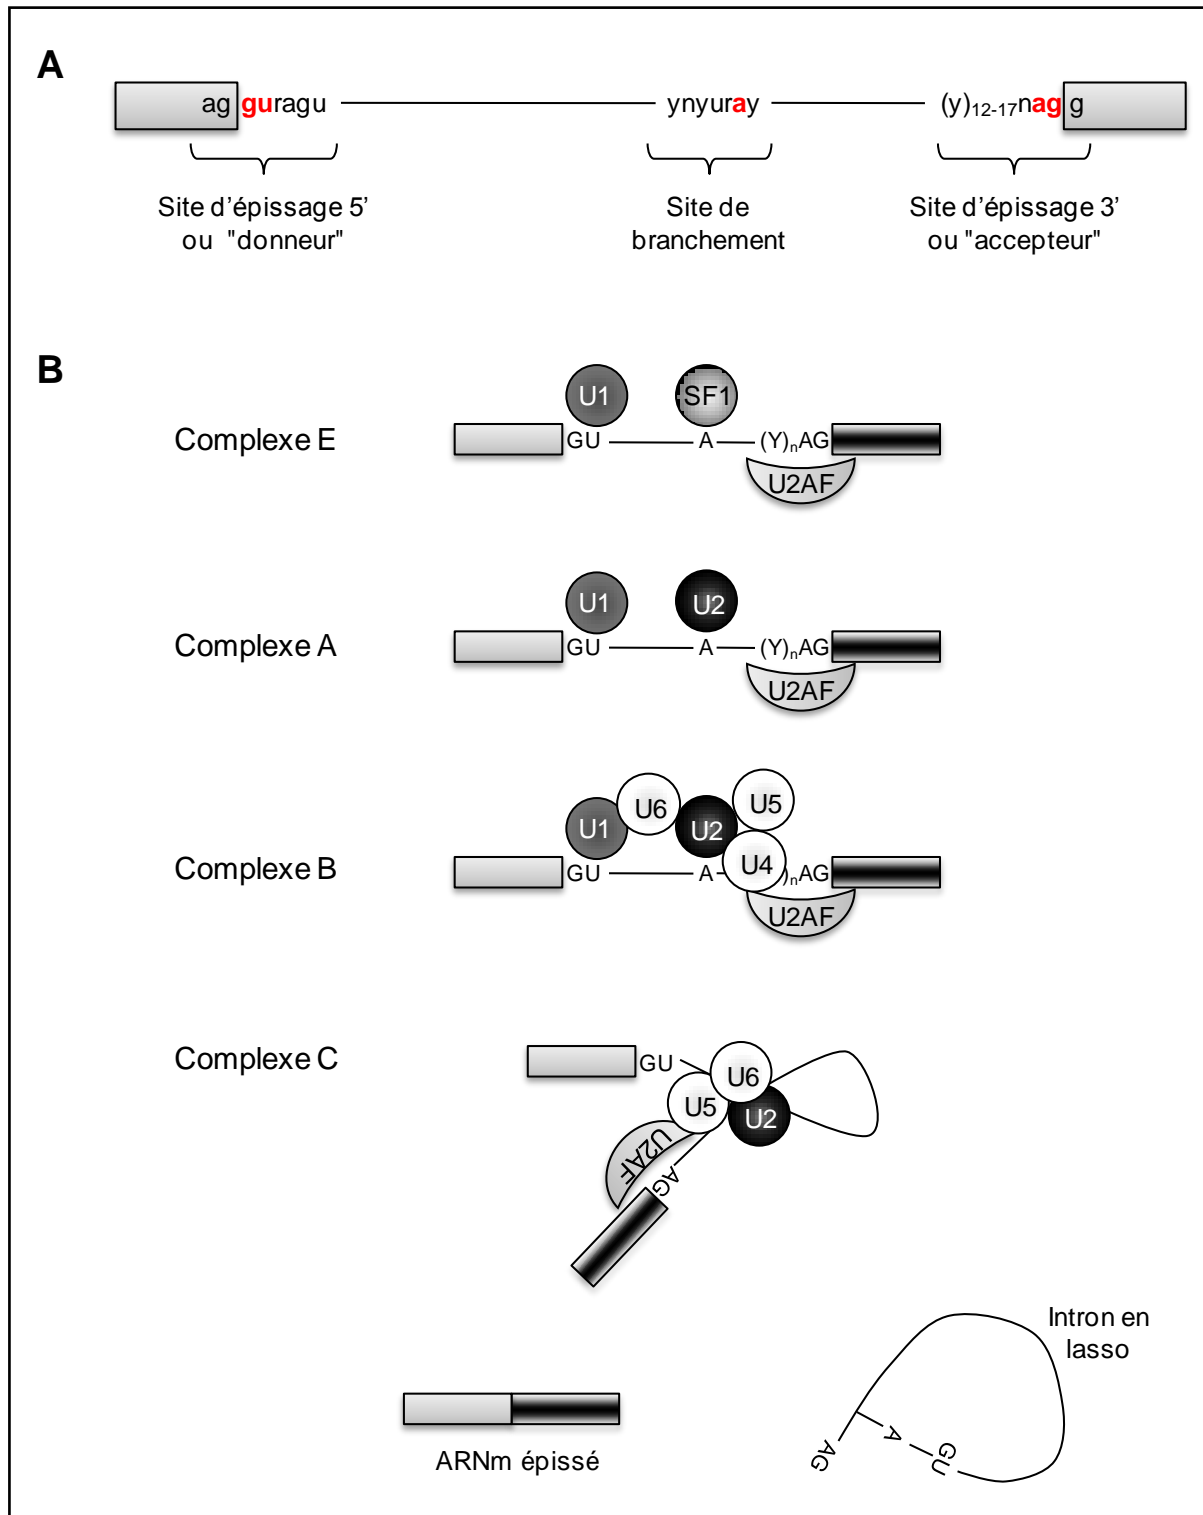 A
ag guragu ynyuray (y)12-17nag g
Site d'épissage 5' Site de Site d'épissage 3'
ou "donneur" branchement ou "accepteur"
B
U1 SF1
Complexe E GU A (Y)nAG
U2AF
U1 U2
Complexe A GU A (Y)nAG
U2AF
U6 U5
U1 U2
U4
Complexe B GU A )nAG
U2AF
Complexe C GU U6
U5 U2
U2AF
AG
Intron en
lasso
A GU
AG
ARNm épissé